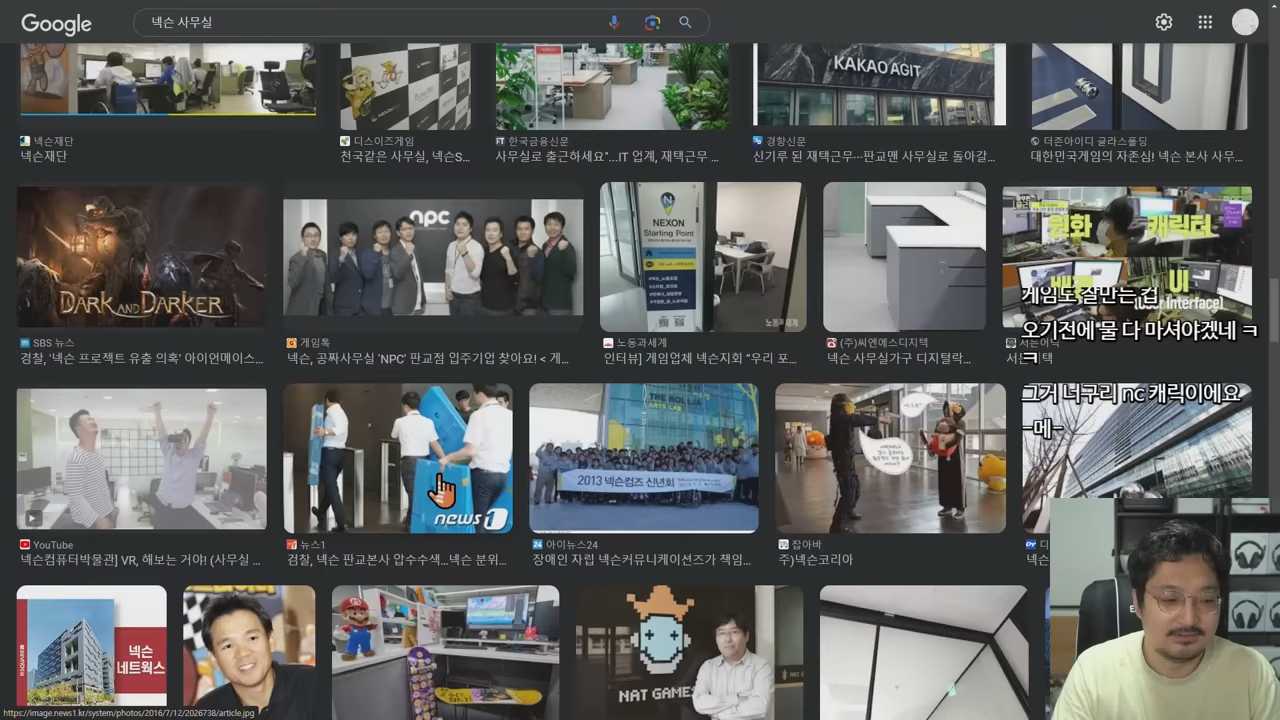 Google
넥슨 사무실
KAKAO AGIT
넥슨재단
넥슨재단
디스이즈게임
천국같은 사무실, 넥슨S...
한국금융신문
사무실로 출근하세요"...IT 업계, 재택근무 ...
경향신문
신기루 된 재택근무…판교맨 사무실로 돌아갈...
더존아이디 글라스폴딩
대한민국게임의 자존심! 넥슨 본사 사무...
DARK AND DARKER
npc
NEXON
Starting Point
노동과세계
원화
캐릭터
UI
(User Interface)
게임도 잘만는 겜
오기전에 물 다 마셔야겠네 ㅋ
ㅋ
SBS 뉴스
경찰, '넥슨 프로젝트 유출 의혹' 아이언메이스...
게임톡
넥슨, 공짜사무실 'NPC' 판교점 입주기업 찾아요! < 게...
노동과세계
인터뷰] 게임업체 넥슨지회 “우리 포...
(주)씨엔에스디지텍
넥슨 사무실가구 디지털락...
그거 너구리 nc 캐릭이에요
-메-
news1
THE NOLLIA
ARTS LAB
2013 넥슨컴즈 신년회
YouTube
넥슨컴퓨터박물관] VR, 해보는 거야! (사무실 ...
뉴스1
검찰, 넥슨 판교본사 압수수색...넥슨 분위...
아이뉴스24
장애인 자립 넥슨커뮤니케이션즈가 책임...
잡아바
주)넥슨코리아
넥슨
네트웍스
NAT GAMES
https://image.news1.kr/system/photos/2016/7/12/2026738/article.jpg